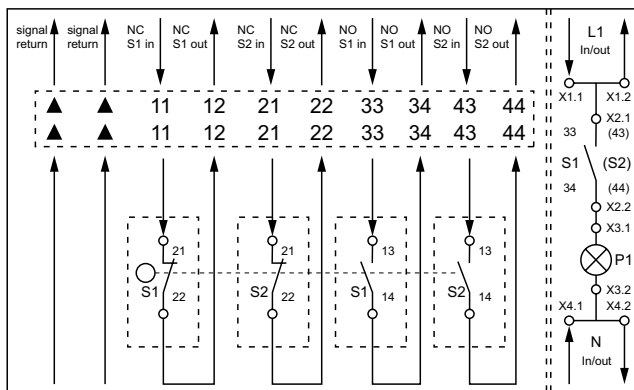 signal return
signal return
NC S1 in
NC S1 out
NC S2 in
NC S2 out
NO S1 in
NO S1 out
NO S2 in
NO S2 out
▲ ▲ 11 12 21 22 33 34 43 44
▲ ▲ 11 12 21 22 33 34 43 44
21
S1
22
21
S2
22
13
S1
14
13
S2
14
L1
In/out
X1.1 X1.2
X2.1
33 (43)
S1 (S2)
34 (44)
X2.2
X3.1
P1
X3.2
X4.1 X4.2
N
In/out